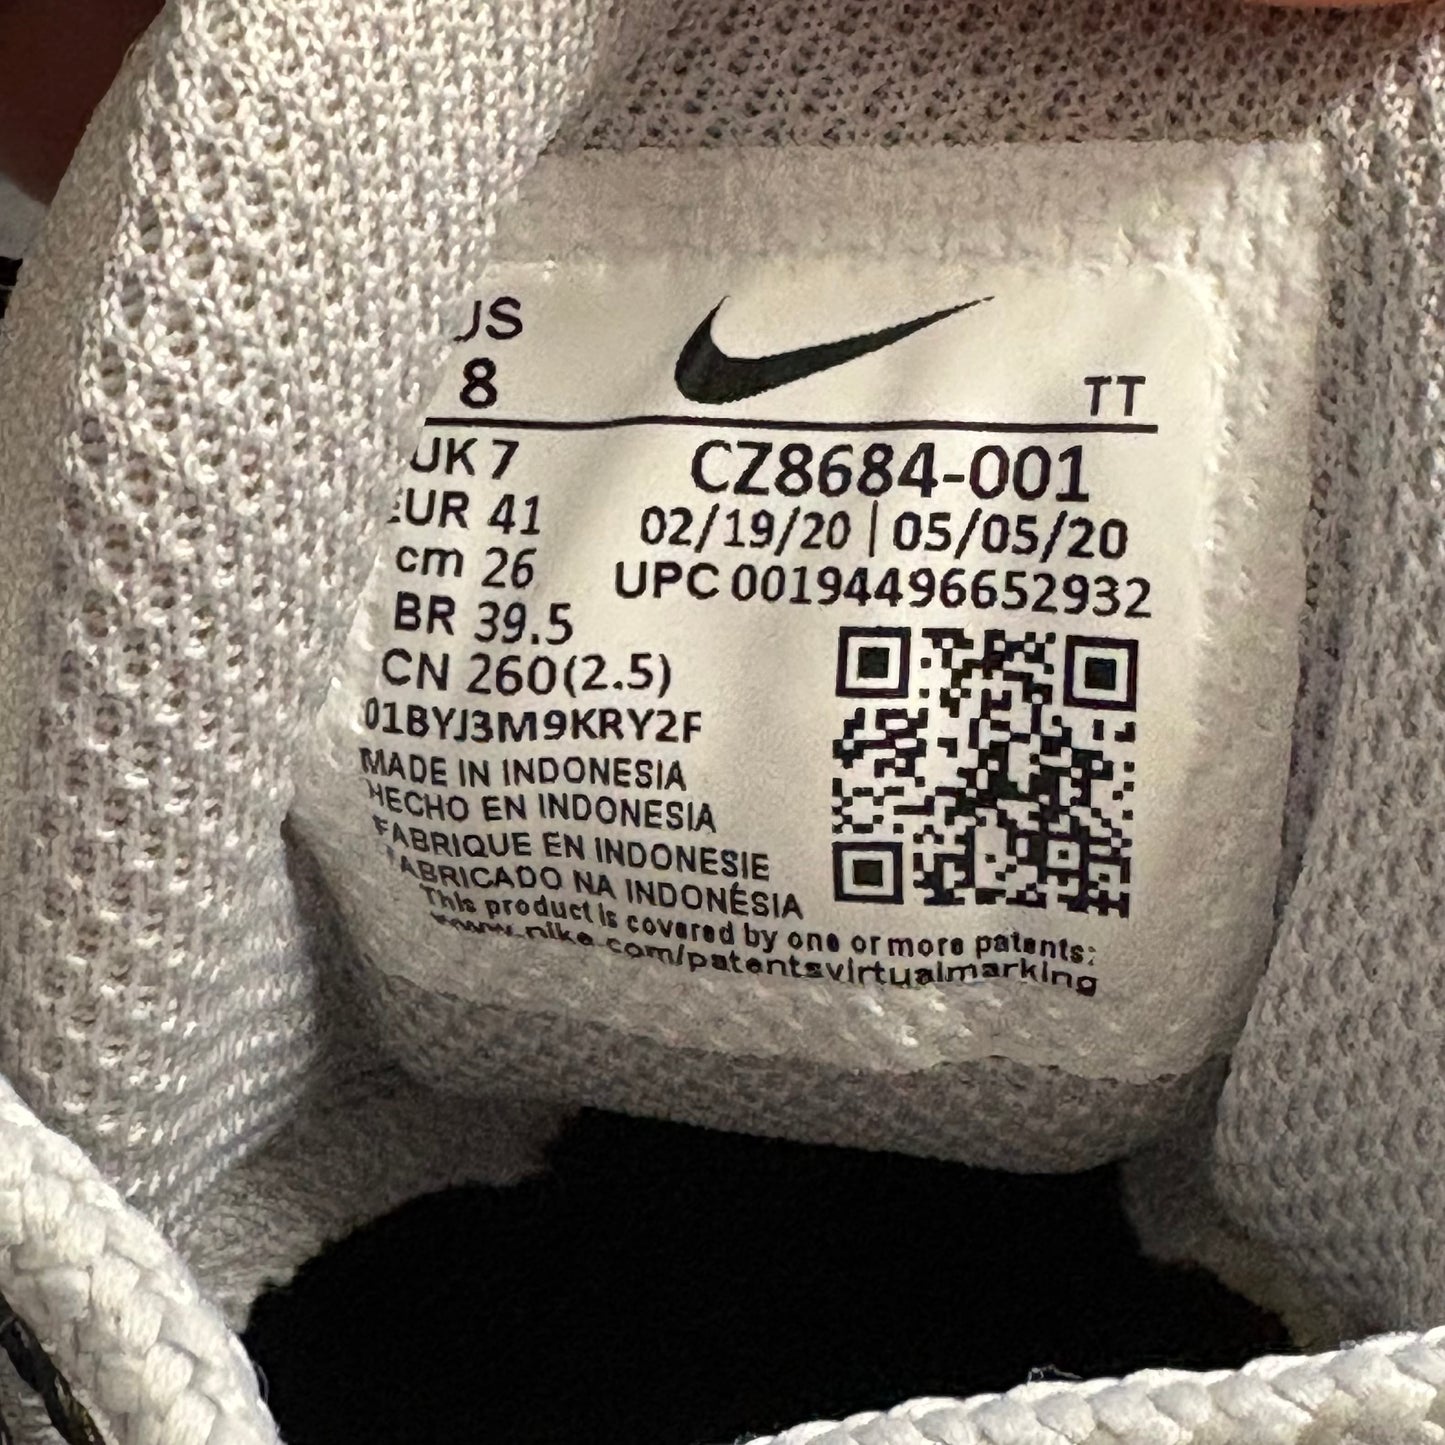 US
8
TT
UK 7
CZ8684-001
EUR 41
02/19/20 | 05/05/20
cm 26
UPC 00194496652932
BR 39.5
CN 260(2.5)
01BYJ3M9KRY2F
MADE IN INDONESIA
HECHO EN INDONESIA
FABRIQUE EN INDONESIE
FABRICADO NA INDONÉSIA
This product is covered by one or more patents:
www.nike.com/patentsvirtualmarking